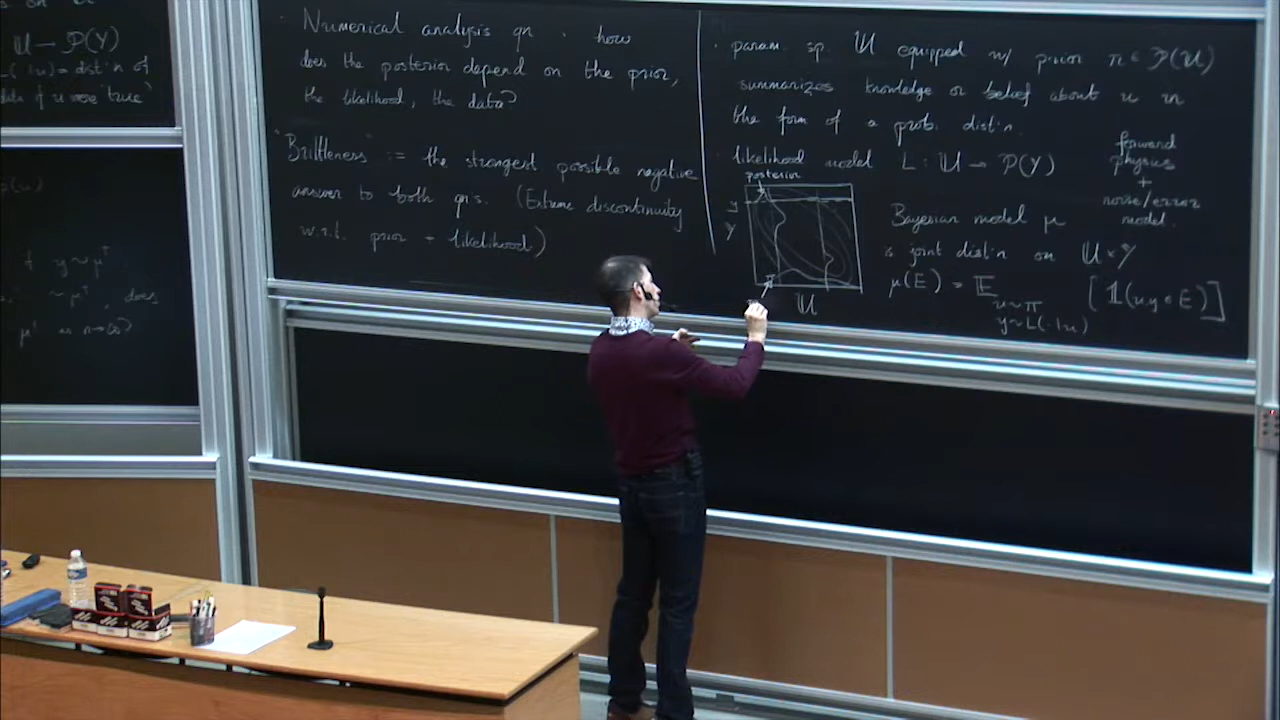 U → P(Y)
(·|u) = dist'n of
if u were 'true'
if y ~ μ†
~ μ†, does
μ† as n→∞?
· Numerical analysis qn. how
does the posterior depend on the prior,
the likelihood, the data?
"Brittleness" := the strongest possible negative
answer to both qns. (Extreme discontinuity
w.r.t. prior + likelihood)
· param. sp. U equipped w/ prior π ∈ P(U)
summarizes knowledge or belief about u in
the form of a prob. dist'n.
· likelihood model L : U → P(Y)
forward
physics
+
noise/error
model.
posterior
y
Y
U
Bayesian model μ
is joint dist'n on U × Y
μ(E) = E [𝟙(u,y ∈ E)]
u~π
y~L(·|u)